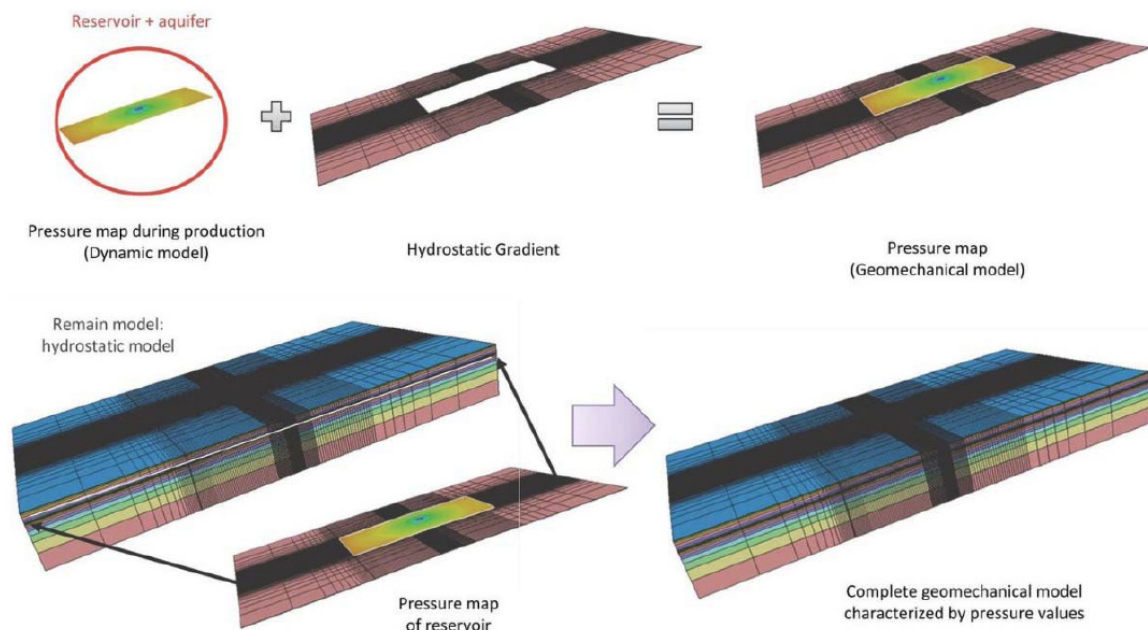 Reservoir + aquifer
Pressure map during production
(Dynamic model)
Hydrostatic Gradient
Pressure map
(Geomechanical model)
Remain model:
hydrostatic model
Pressure map
of reservoir
Complete geomechanical model
characterized by pressure values